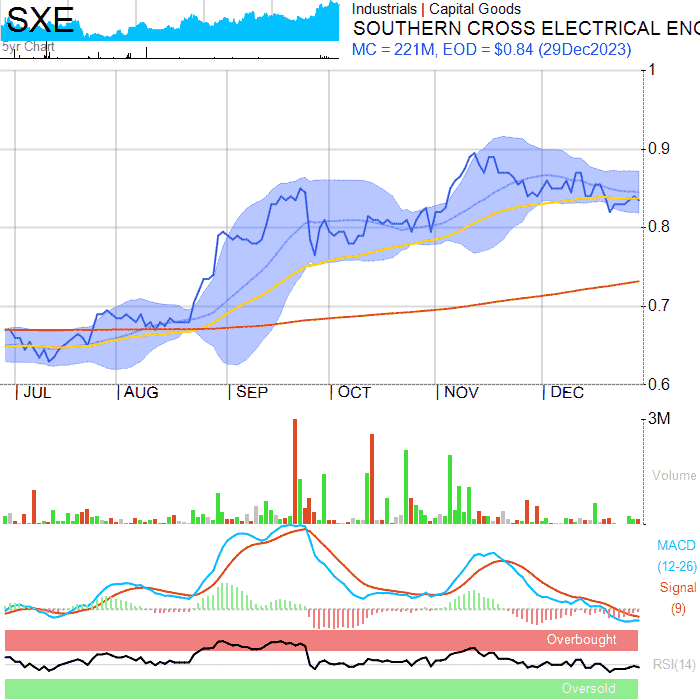 SXE
5yr Chart
Industrials | Capital Goods
SOUTHERN CROSS ELECTRICAL ENG
MC = 221M, EOD = $0.84 (29Dec2023)
1
0.9
0.8
0.7
0.6
JUL AUG SEP OCT NOV DEC
3M
Volume
MACD
(12-26)
Signal
(9)
Overbought
RSI(14)
Oversold